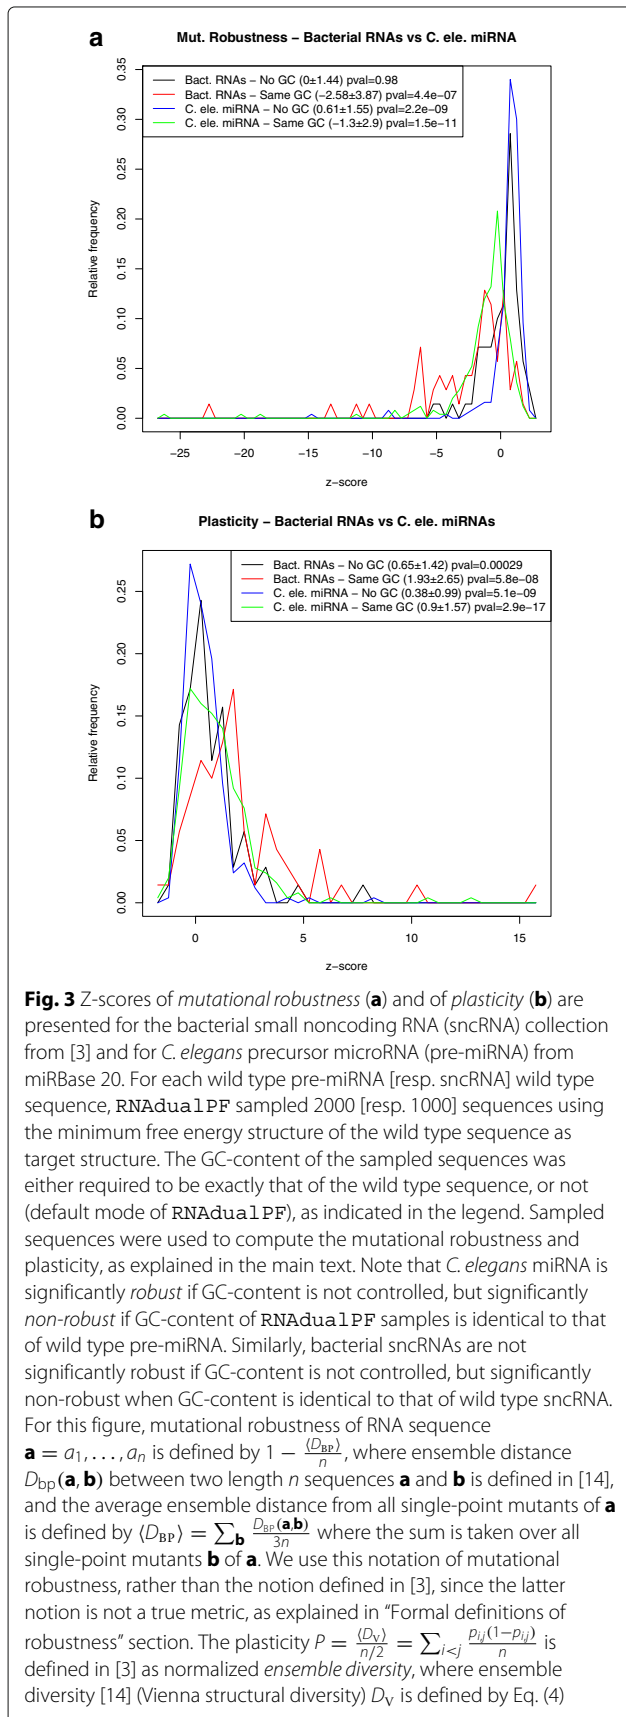 a
Mut. Robustness – Bacterial RNAs vs C. ele. miRNA
Bact. RNAs – No GC (0±1.44) pval=0.98
Bact. RNAs – Same GC (−2.58±3.87) pval=4.4e−07
C. ele. miRNA – No GC (0.61±1.55) pval=2.2e−09
C. ele. miRNA – Same GC (−1.3±2.9) pval=1.5e−11
Relative frequency
0.35
0.30
0.25
0.20
0.15
0.10
0.05
0.00
−25 −20 −15 −10 −5 0
z−score
b
Plasticity – Bacterial RNAs vs C. ele. miRNAs
Bact. RNAs – No GC (0.65±1.42) pval=0.00029
Bact. RNAs – Same GC (1.93±2.65) pval=5.8e−08
C. ele. miRNA – No GC (0.38±0.99) pval=5.1e−09
C. ele. miRNA – Same GC (0.9±1.57) pval=2.9e−17
Relative frequency
0.25
0.20
0.15
0.10
0.05
0.00
0 5 10 15
z−score
Fig. 3 Z-scores of mutational robustness (a) and of plasticity (b) are
presented for the bacterial small noncoding RNA (sncRNA) collection
from [3] and for C. elegans precursor microRNA (pre-miRNA) from
miRBase 20. For each wild type pre-miRNA [resp. sncRNA] wild type
sequence, RNAdualPF sampled 2000 [resp. 1000] sequences using
the minimum free energy structure of the wild type sequence as
target structure. The GC-content of the sampled sequences was
either required to be exactly that of the wild type sequence, or not
(default mode of RNAdualPF), as indicated in the legend. Sampled
sequences were used to compute the mutational robustness and
plasticity, as explained in the main text. Note that C. elegans miRNA is
significantly robust if GC-content is not controlled, but significantly
non-robust if GC-content of RNAdualPF samples is identical to that
of wild type pre-miRNA. Similarly, bacterial sncRNAs are not
significantly robust if GC-content is not controlled, but significantly
non-robust when GC-content is identical to that of wild type sncRNA.
For this figure, mutational robustness of RNA sequence
a = a₁, . . . , aₙ is defined by 1 − ⟨D_BP⟩/n, where ensemble distance
D_bp(a, b) between two length n sequences a and b is defined in [14],
and the average ensemble distance from all single-point mutants of a
is defined by ⟨D_BP⟩ = ∑_b D_BP(a,b)/3n where the sum is taken over all
single-point mutants b of a. We use this notation of mutational
robustness, rather than the notion defined in [3], since the latter
notion is not a true metric, as explained in “Formal definitions of
robustness” section. The plasticity P = ⟨D_V⟩/(n/2) = ∑_{i<j} p_{i,j}(1−p_{i,j})/n is
defined in [3] as normalized ensemble diversity, where ensemble
diversity [14] (Vienna structural diversity) D_V is defined by Eq. (4)